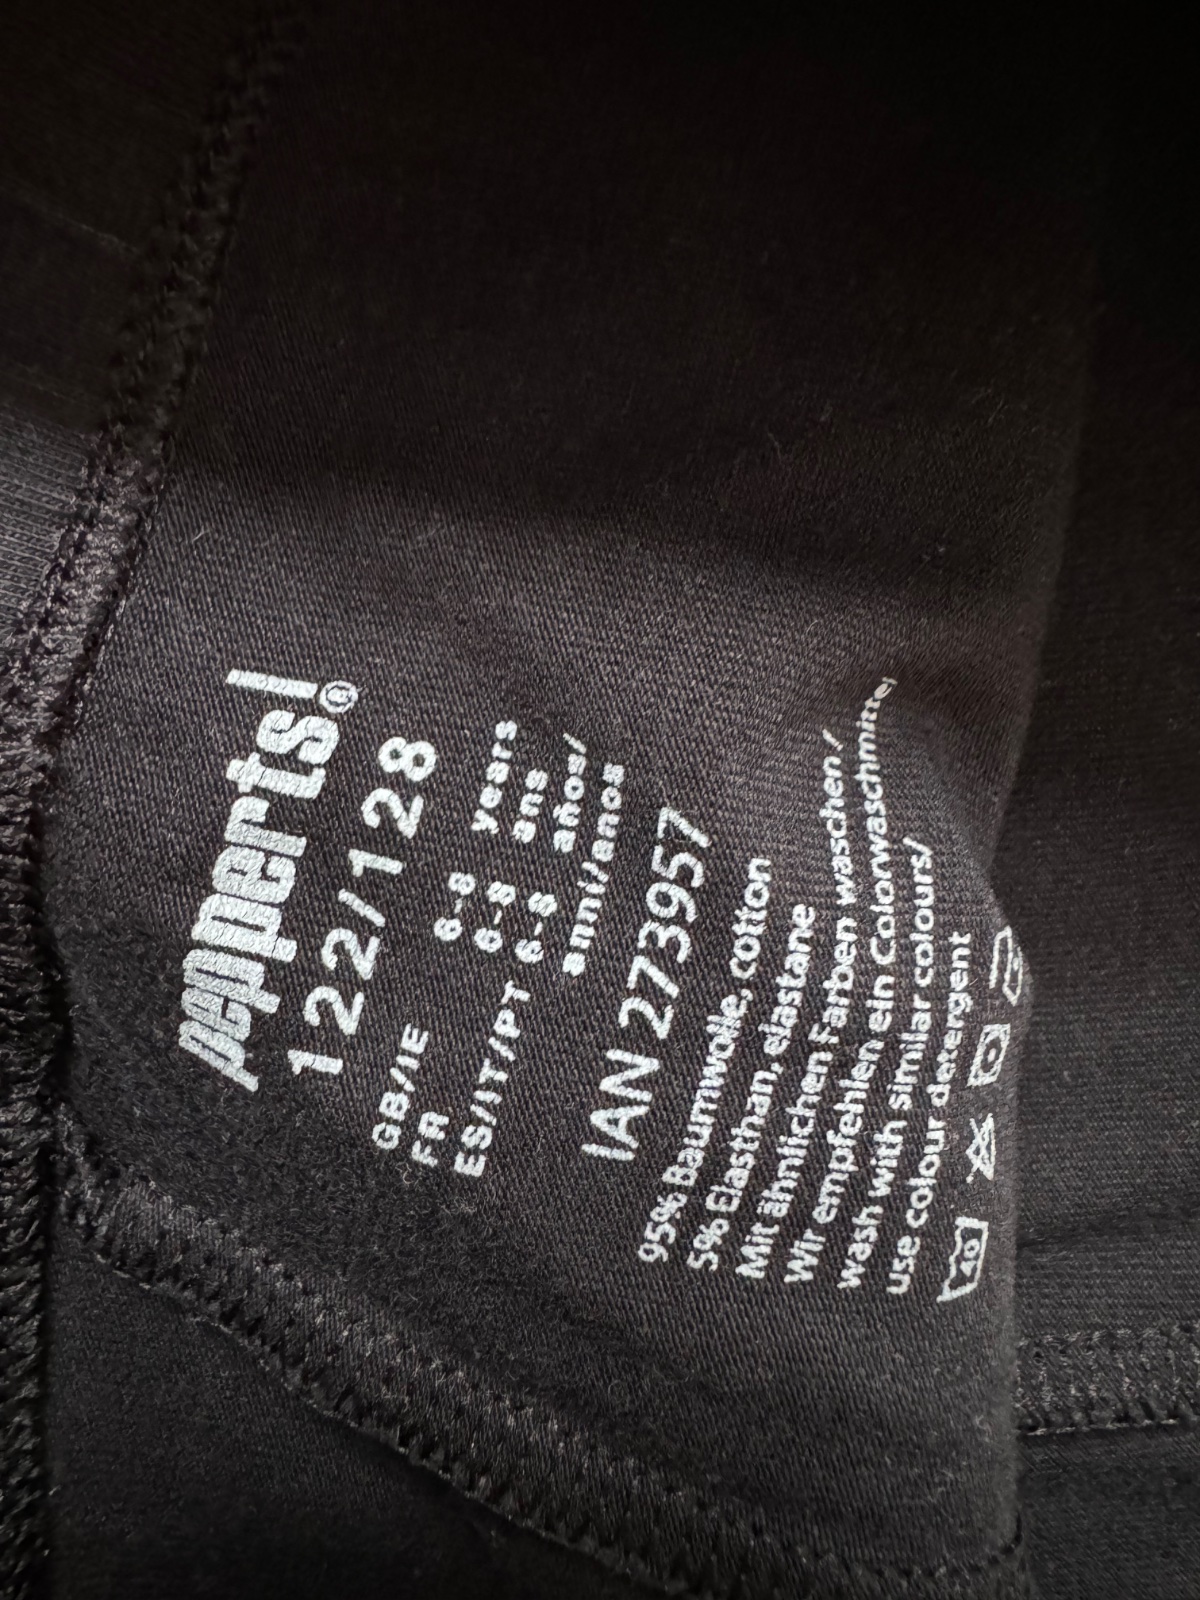 pepperts!®
122/128
GB/IE 6-8 years
FR 6-8 ans
ES/IT/PT 6-8 años/
anni/anos
IAN 273957
95% Baumwolle, cotton
5% Elasthan, elastane
Mit ähnlichen Farben waschen/
Wir empfehlen ein Colorwaschmittel
wash with similar colours/
use colour detergent
40